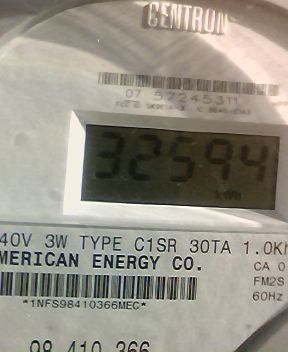 CENTRON
07 57245311
32594
kWh
40V 3W TYPE C1SR 30TA 1.0K
MERICAN ENERGY CO.
CA 0
FM2S
60Hz
*1NFS98410366MEC*
98 410 366